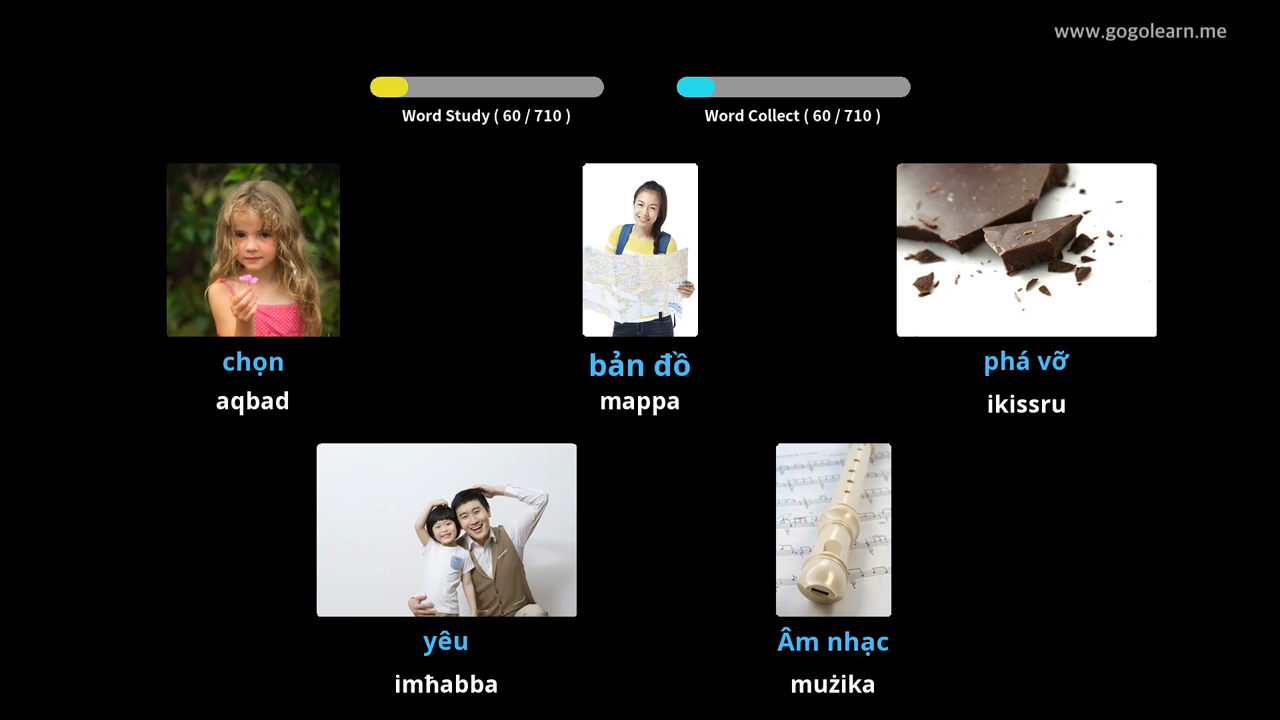 www.gogolearn.me
Word Study ( 60 / 710 )
Word Collect ( 60 / 710 )
chọn
aqbad
bản đồ
mappa
phá vỡ
ikissru
yêu
imħabba
Âm nhạc
mużika